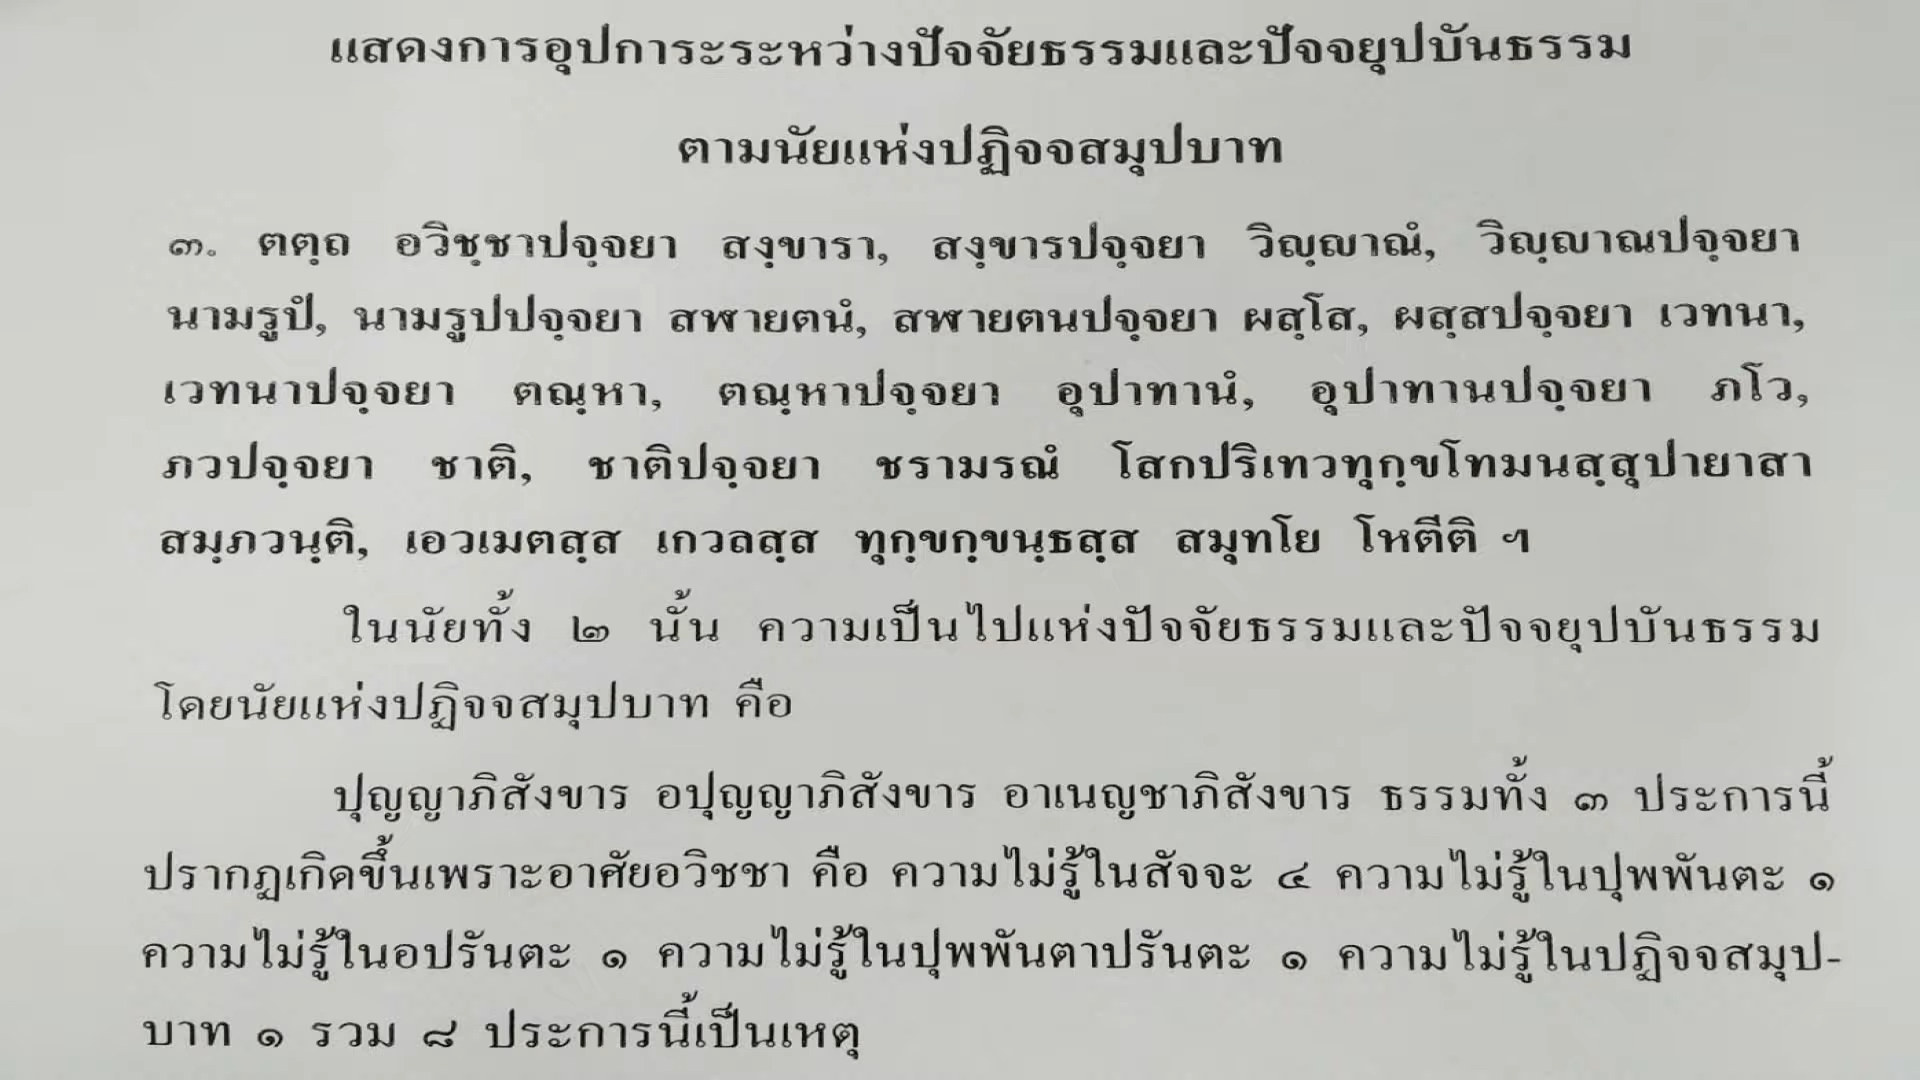 แสดงการอุปการะระหว่างปัจจัยธรรมและปัจจยุปบันธรรม
ตามนัยแห่งปฏิจจสมุปบาท
๓. ตตฺถ อวิชฺชาปจฺจยา สงฺขารา, สงฺขารปจฺจยา วิญฺญาณํ, วิญฺญาณปจฺจยา
นามรูปํ, นามรูปปจฺจยา สฬายตนํ, สฬายตนปจฺจยา ผสฺโส, ผสฺสปจฺจยา เวทนา,
เวทนาปจฺจยา ตณฺหา, ตณฺหาปจฺจยา อุปาทานํ, อุปาทานปจฺจยา ภโว,
ภวปจฺจยา ชาติ, ชาติปจฺจยา ชรามรณํ โสกปริเทวทุกฺขโทมนสฺสุปายาสา
สมฺภวนฺติ, เอวเมตสฺส เกวลสฺส ทุกฺขกฺขนฺธสฺส สมุทโย โหตีติ ฯ
ในนัยทั้ง ๒ นั้น ความเป็นไปแห่งปัจจัยธรรมและปัจจยุปบันธรรม
โดยนัยแห่งปฏิจจสมุปบาท คือ
ปุญญาภิสังขาร อปุญญาภิสังขาร อาเนญชาภิสังขาร ธรรมทั้ง ๓ ประการนี้
ปรากฏเกิดขึ้นเพราะอาศัยอวิชชา คือ ความไม่รู้ในสัจจะ ๔ ความไม่รู้ในปุพพันตะ ๑
ความไม่รู้ในอปรันตะ ๑ ความไม่รู้ในปุพพันตาปรันตะ ๑ ความไม่รู้ในปฏิจจสมุป-
บาท ๑ รวม ๘ ประการนี้เป็นเหตุ